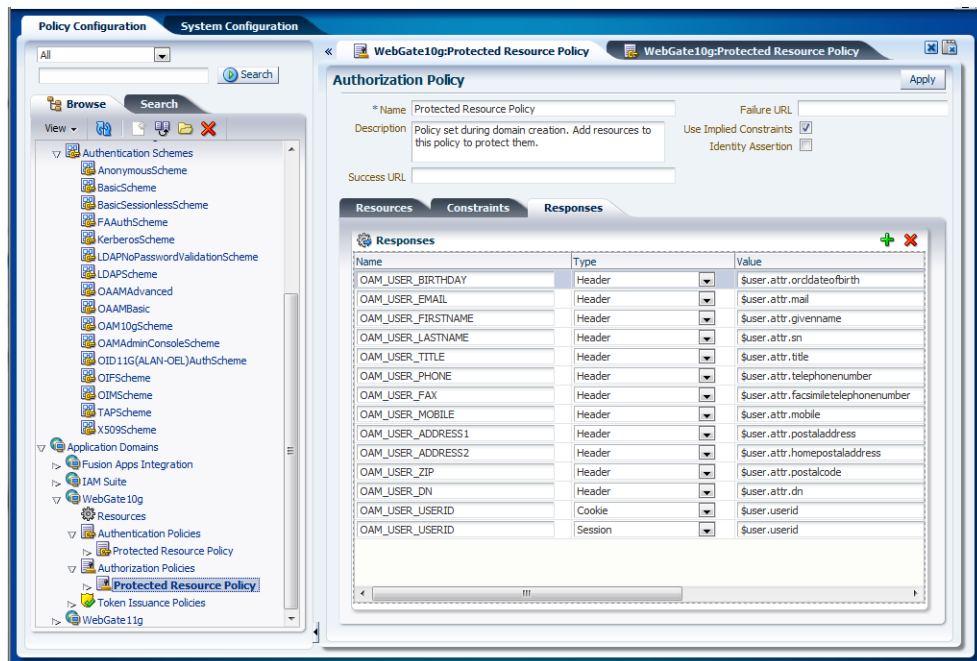 Policy Configuration System Configuration
All
Search
Browse Search
View
Authentication Schemes
AnonymousScheme
BasicScheme
BasicSessionlessScheme
FAAuthScheme
KerberosScheme
LDAPNoPasswordValidationScheme
LDAPScheme
OAAMAdvanced
OAAMBasic
OAM10gScheme
OAMAdminConsoleScheme
OID11G(ALAN-OEL)AuthScheme
OIFScheme
OIMScheme
TAPScheme
X509Scheme
Application Domains
Fusion Apps Integration
IAM Suite
WebGate10g
Resources
Authentication Policies
Protected Resource Policy
Authorization Policies
Protected Resource Policy
Token Issuance Policies
WebGate11g
« WebGate10g:Protected Resource Policy WebGate10g:Protected Resource Policy
Authorization Policy Apply
* Name Protected Resource Policy
Description Policy set during domain creation. Add resources to
this policy to protect them.
Success URL
Failure URL
Use Implied Constraints
Identity Assertion
Resources Constraints Responses
Responses
Name Type Value
OAM_USER_BIRTHDAY Header $user.attr.orcldateofbirth
OAM_USER_EMAIL Header $user.attr.mail
OAM_USER_FIRSTNAME Header $user.attr.givenname
OAM_USER_LASTNAME Header $user.attr.sn
OAM_USER_TITLE Header $user.attr.title
OAM_USER_PHONE Header $user.attr.telephonenumber
OAM_USER_FAX Header $user.attr.facsimiletelephonenumber
OAM_USER_MOBILE Header $user.attr.mobile
OAM_USER_ADDRESS1 Header $user.attr.postaladdress
OAM_USER_ADDRESS2 Header $user.attr.homepostaladdress
OAM_USER_ZIP Header $user.attr.postalcode
OAM_USER_DN Header $user.attr.dn
OAM_USER_USERID Cookie $user.userid
OAM_USER_USERID Session $user.userid